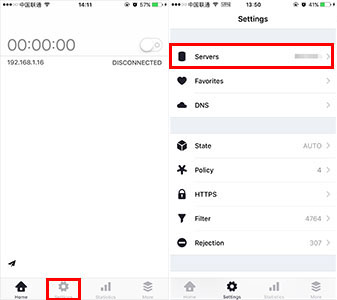 中国联通
14:11
57%
00:00:00
192.168.1.16
DISCONNECTED
Home
Settings
Statistics
More
中国联通
13:50
41%
Settings
Servers
Favorites
DNS
State
AUTO
Policy
4
HTTPS
Filter
4764
Rejection
307
Home
Settings
Statistics
More